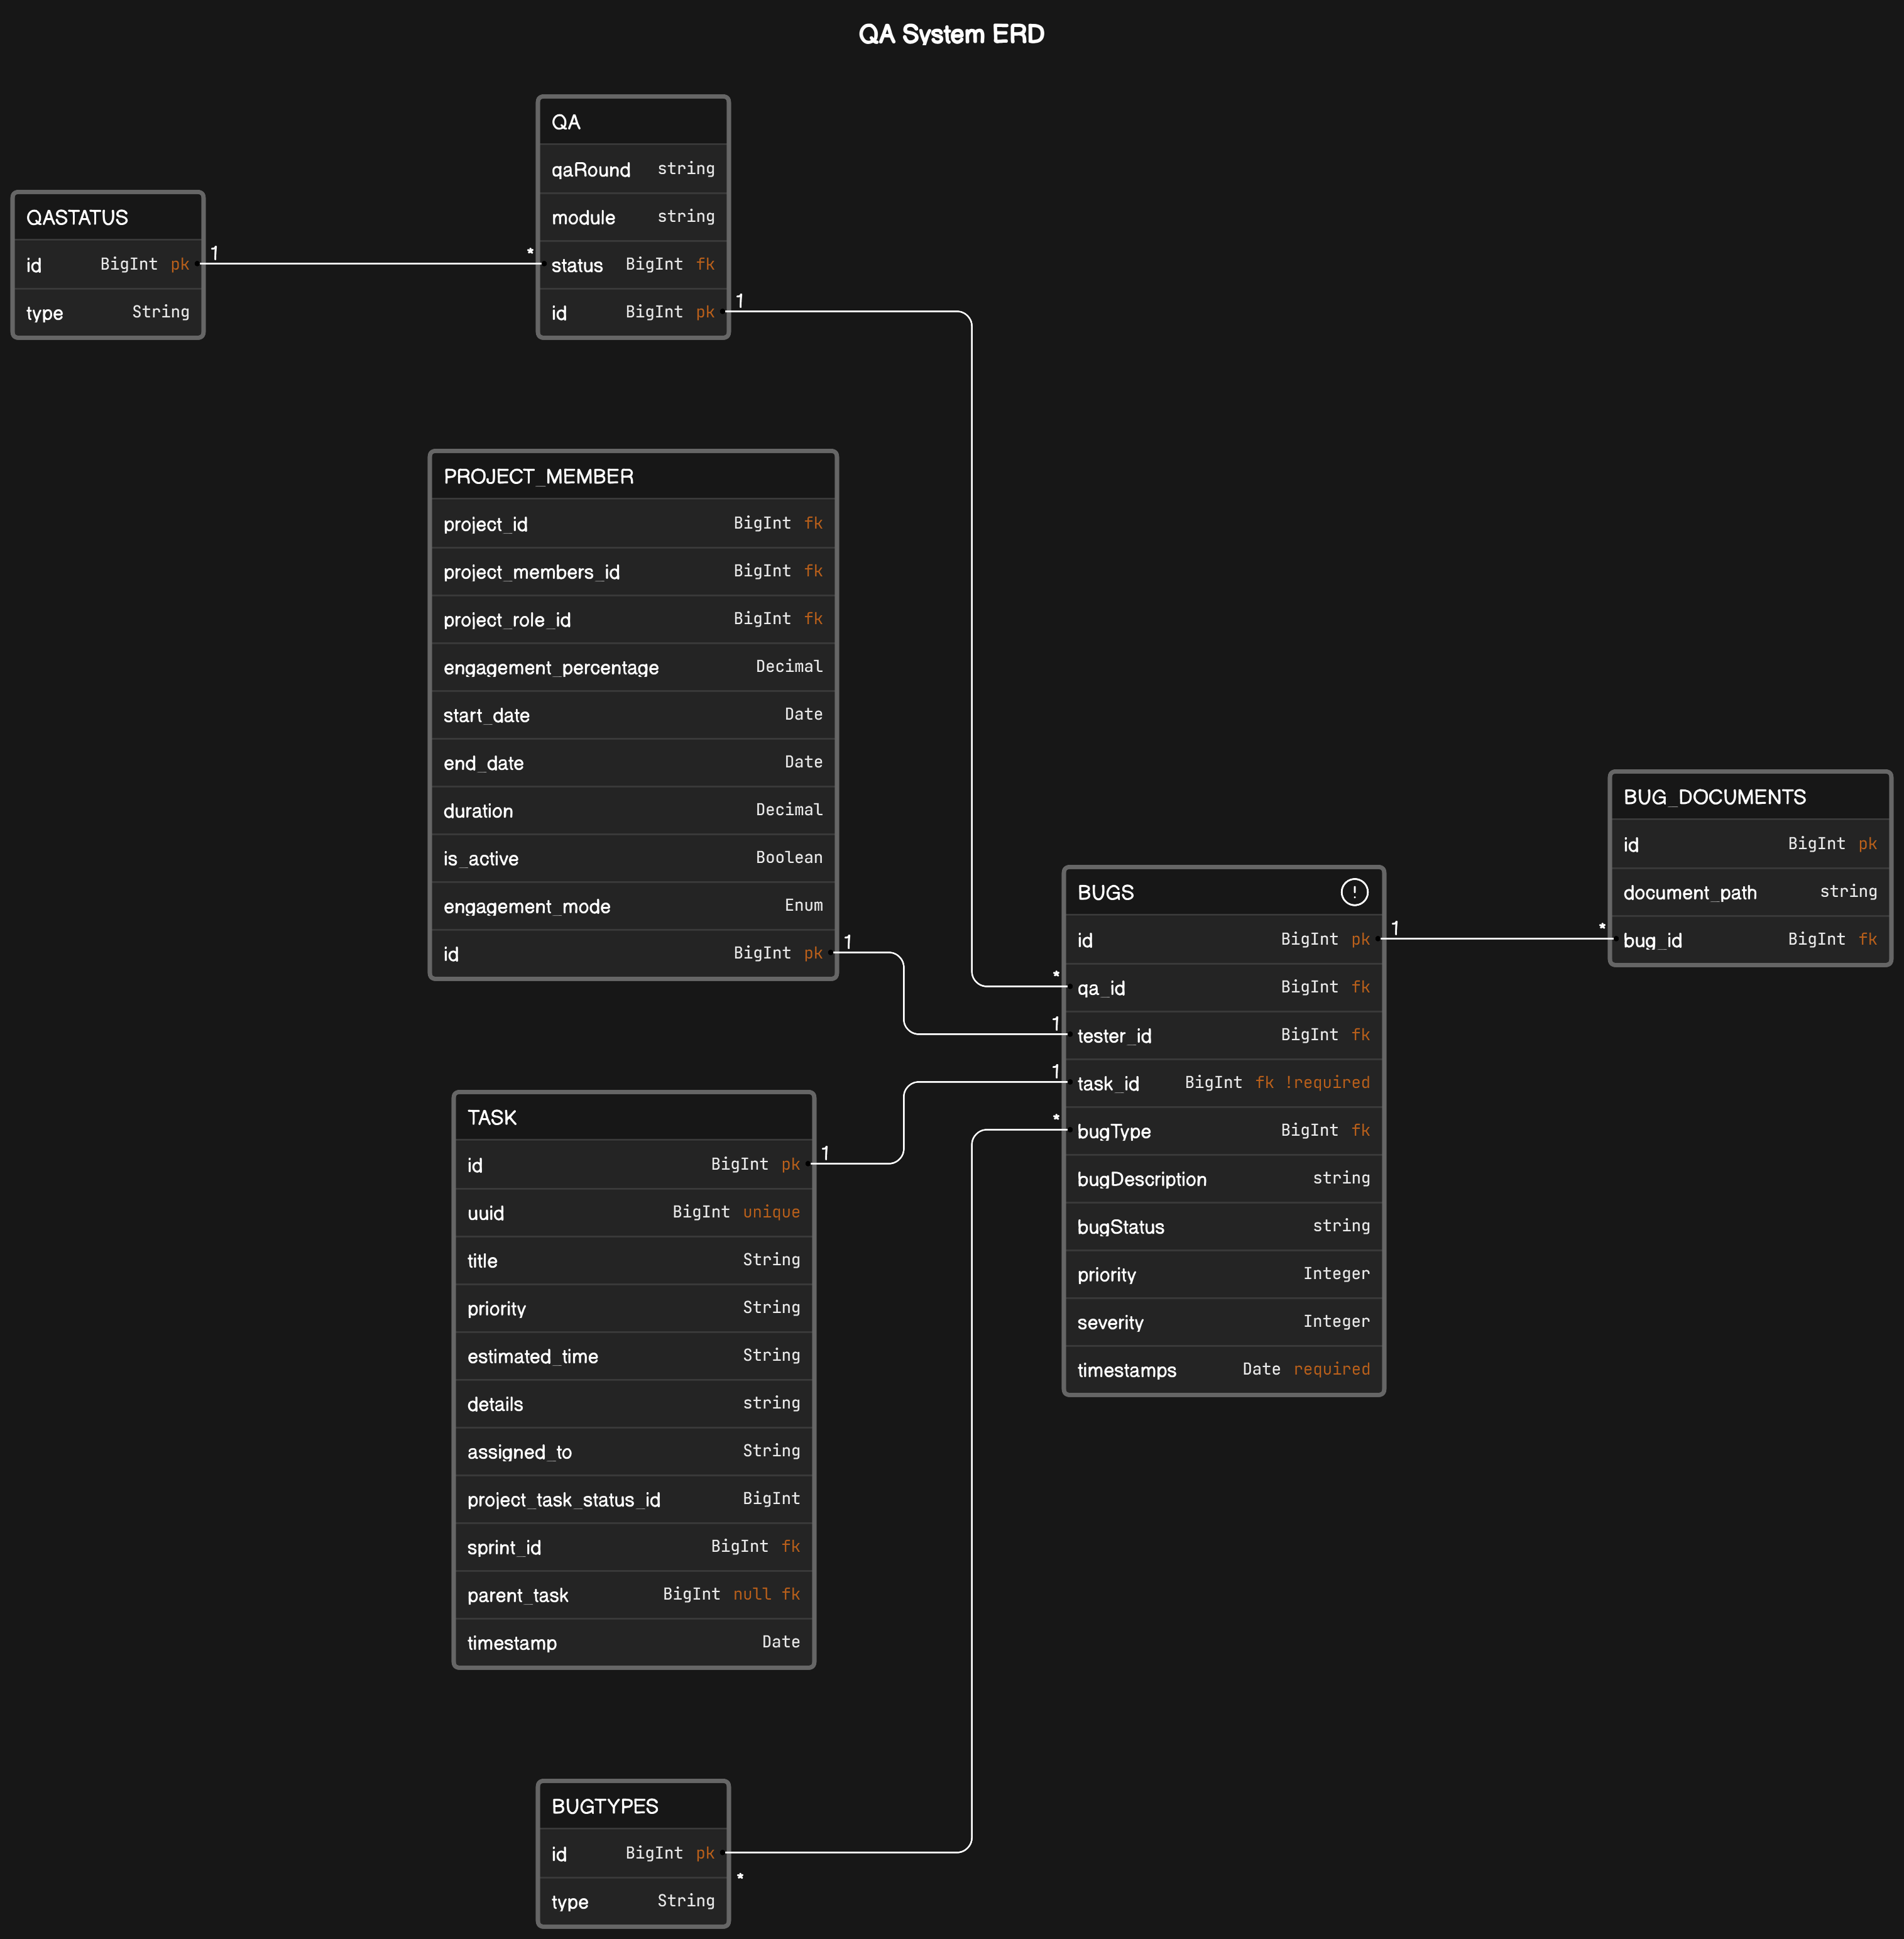 QA System ERD
QA
qaRound string
module string
status BigInt fk
id BigInt pk
QASTATUS
id BigInt pk
type String
1
*
1
PROJECT_MEMBER
project_id BigInt fk
project_members_id BigInt fk
project_role_id BigInt fk
engagement_percentage Decimal
start_date Date
end_date Date
duration Decimal
is_active Boolean
engagement_mode Enum
id BigInt pk
1
BUG_DOCUMENTS
id BigInt pk
document_path string
bug_id BigInt fk
BUGS !
id BigInt pk
qa_id BigInt fk
tester_id BigInt fk
task_id BigInt fk !required
bugType BigInt fk
bugDescription string
bugStatus string
priority Integer
severity Integer
timestamps Date required
1
*
*
1
1
*
TASK
id BigInt pk
uuid BigInt unique
title String
priority String
estimated_time String
details string
assigned_to String
project_task_status_id BigInt
sprint_id BigInt fk
parent_task BigInt null fk
timestamp Date
1
BUGTYPES
id BigInt pk
type String
*